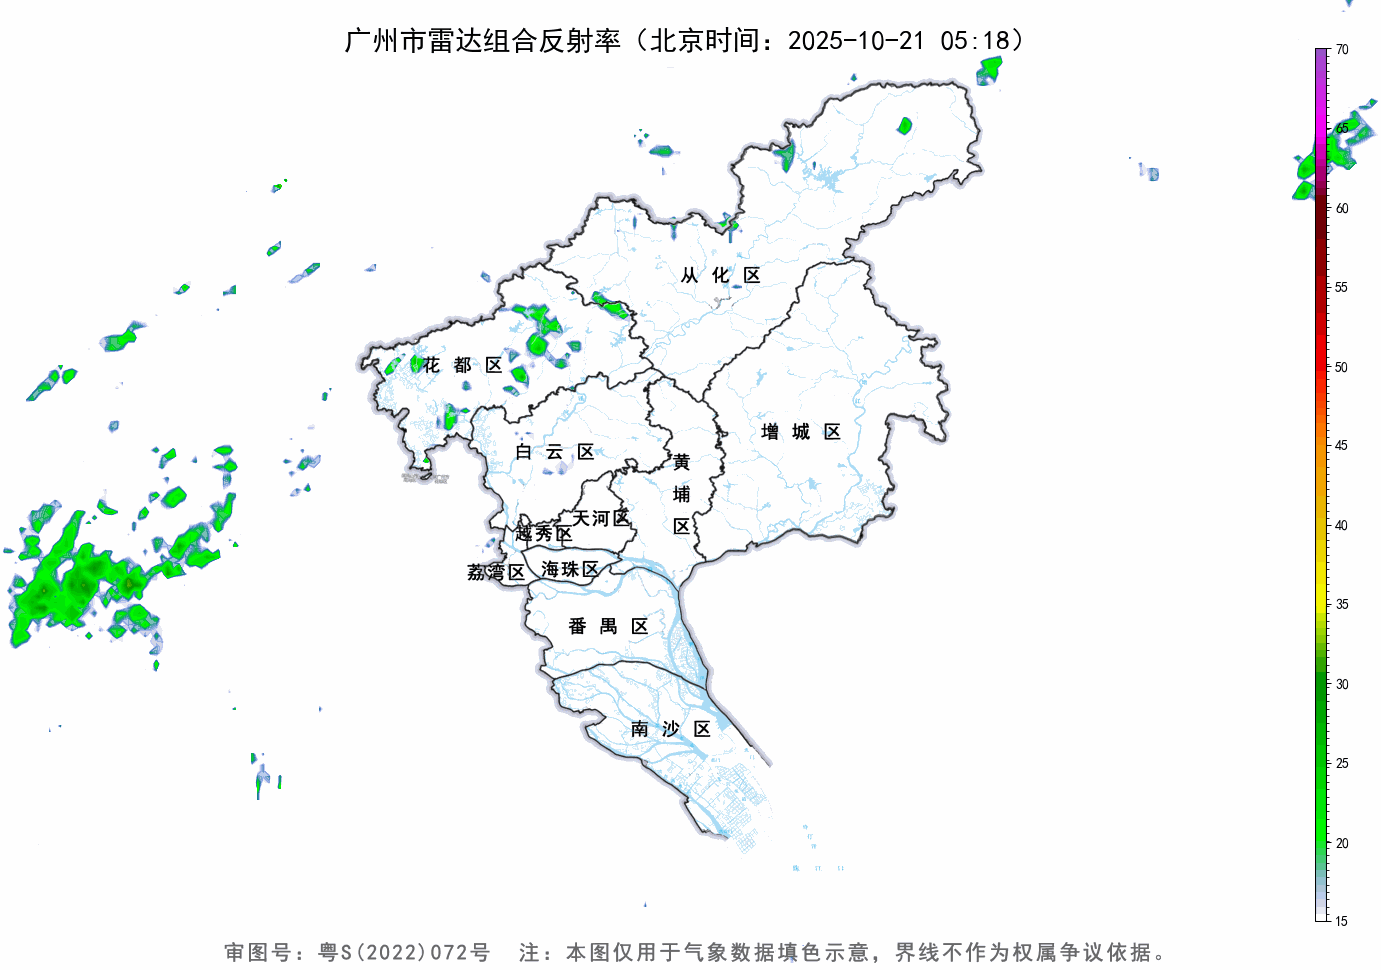 广州市雷达组合反射率（北京时间：2025-10-21 05:18）
70
65
60
55
50
45
40
35
30
25
20
15
从化区
花都区
增城区
白云区
黄埔区
天河区
越秀区
荔湾区
海珠区
番禺区
南沙区
审图号：粤S(2022)072号 注：本图仅用于气象数据填色示意，界线不作为权属争议依据。